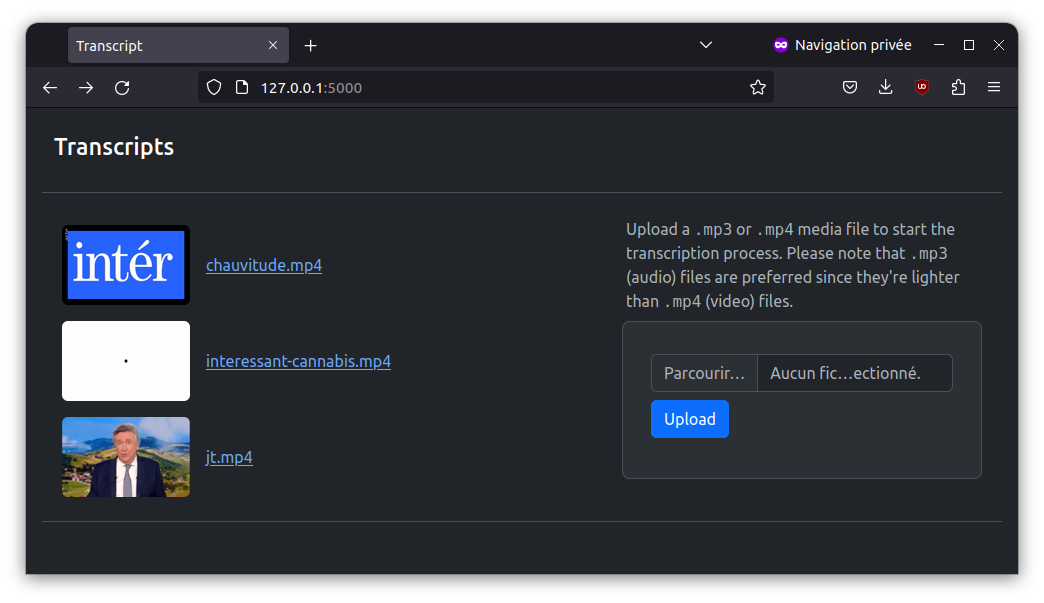 Transcript
Navigation privée
127.0.0.1:5000
Transcripts
intér
chauvitude.mp4
interessant-cannabis.mp4
jt.mp4
Upload a .mp3 or .mp4 media file to start the
transcription process. Please note that .mp3
(audio) files are preferred since they're lighter
than .mp4 (video) files.
Parcourir… Aucun fic…ectionné.
Upload